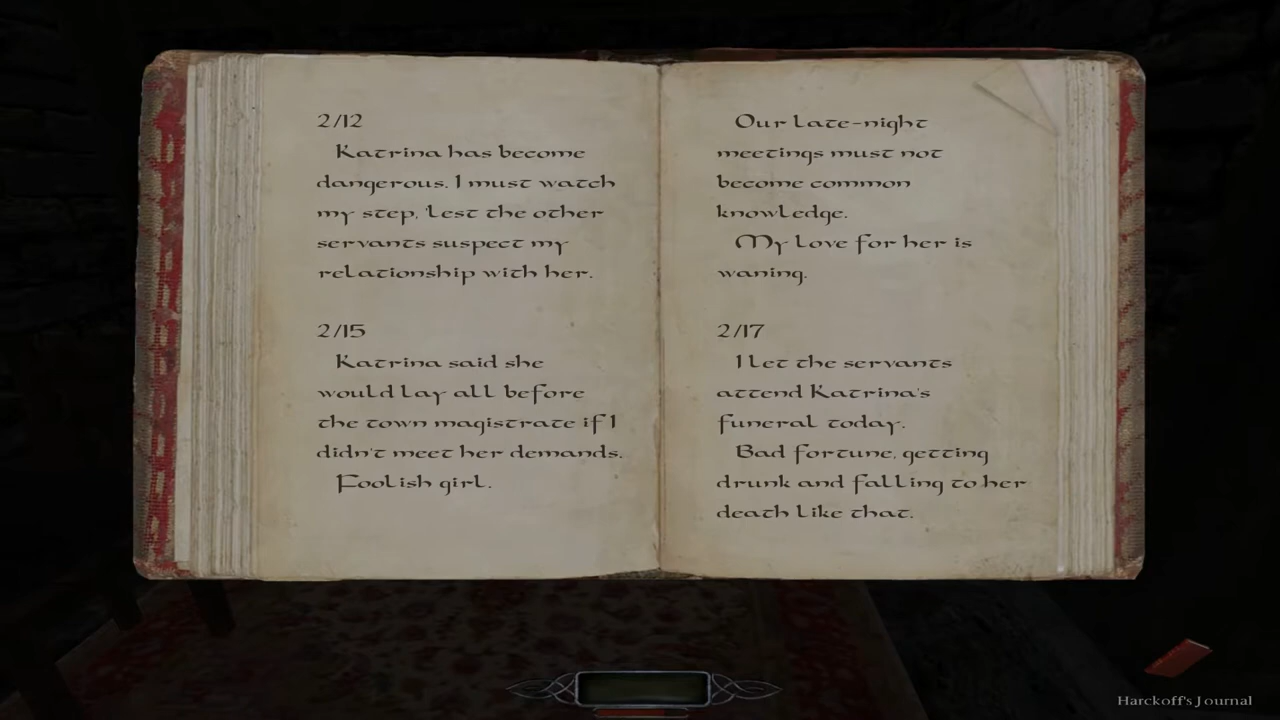 2/12
Katrina has become
dangerous. I must watch
my step, lest the other
servants suspect my
relationship with her.
2/15
Katrina said she
would lay all before
the town magistrate if I
didn't meet her demands.
Foolish girl.
Our late-night
meetings must not
become common
knowledge.
My love for her is
waning.
2/17
I let the servants
attend Katrina's
funeral today.
Bad fortune, getting
drunk and falling to her
death like that.
Harckoff's Journal